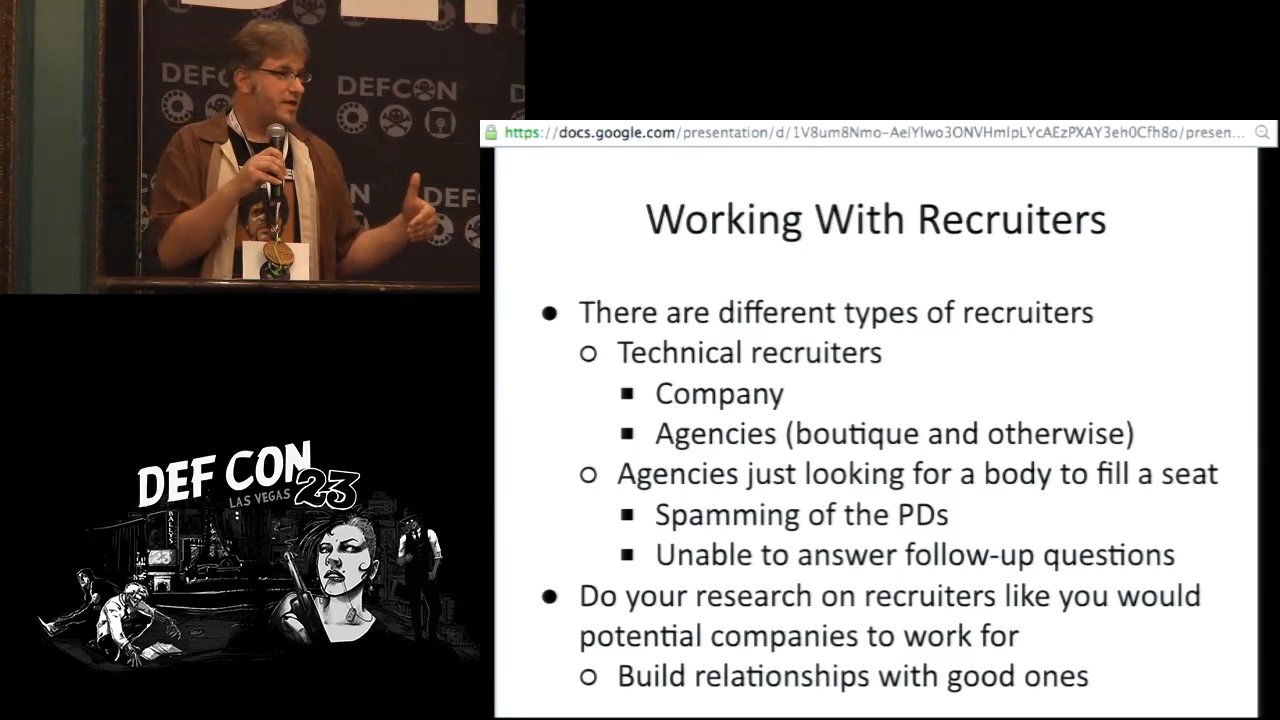 DEFCON
DEFCON
https://docs.google.com/presentation/d/1V8um8Nmo-AeiYlwo3ONVHmIpLYcAEzPXAY3eh0Cfh8o/presen...
Working With Recruiters
● There are different types of recruiters
○ Technical recruiters
■ Company
■ Agencies (boutique and otherwise)
○ Agencies just looking for a body to fill a seat
■ Spamming of the PDs
■ Unable to answer follow-up questions
● Do your research on recruiters like you would
potential companies to work for
○ Build relationships with good ones
DEF CON
LAS VEGAS 23
BALLYS